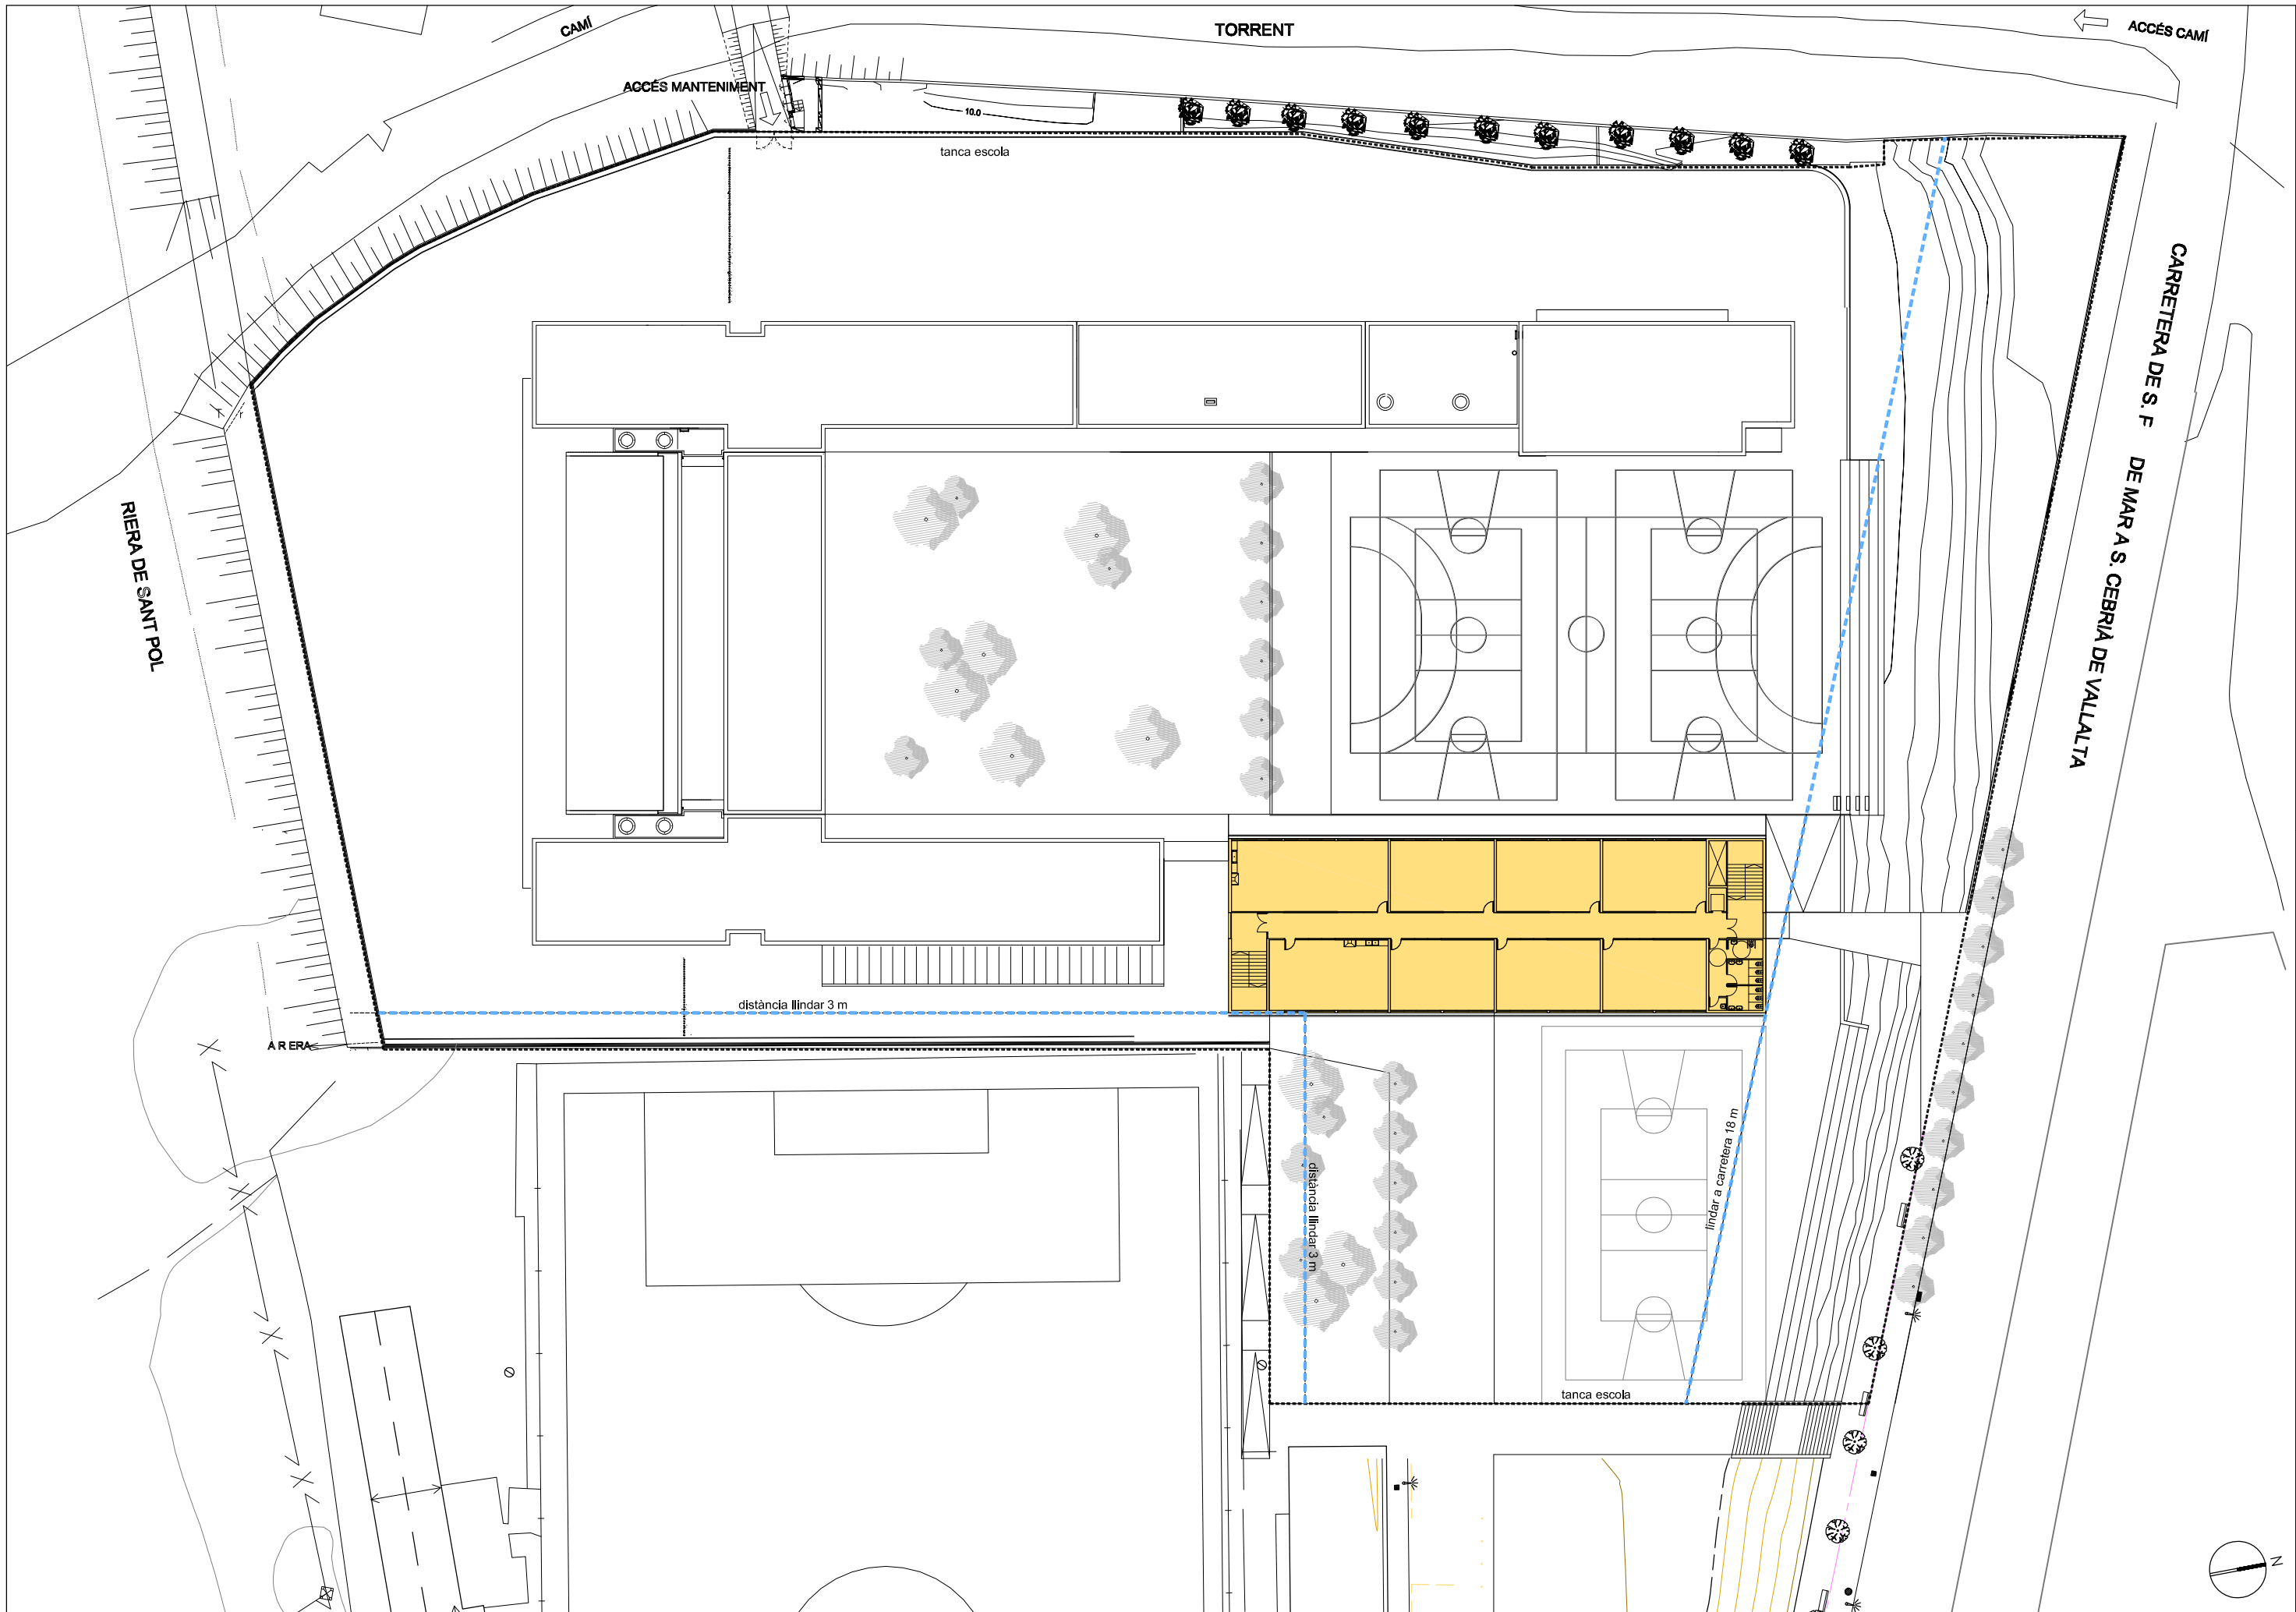 CAMÍ
TORRENT
ACCÉS CAMÍ
ACCÉS MANTENIMENT
10.0
tanca escola
CARRETERA DE S. F DE MAR A S. CEBRIÀ DE VALLALTA
RIERA DE SANT POL
distància llindar 3 m
A R ERA
lindar a carretera 18 m
distància llindar 3 m
tanca escola
N